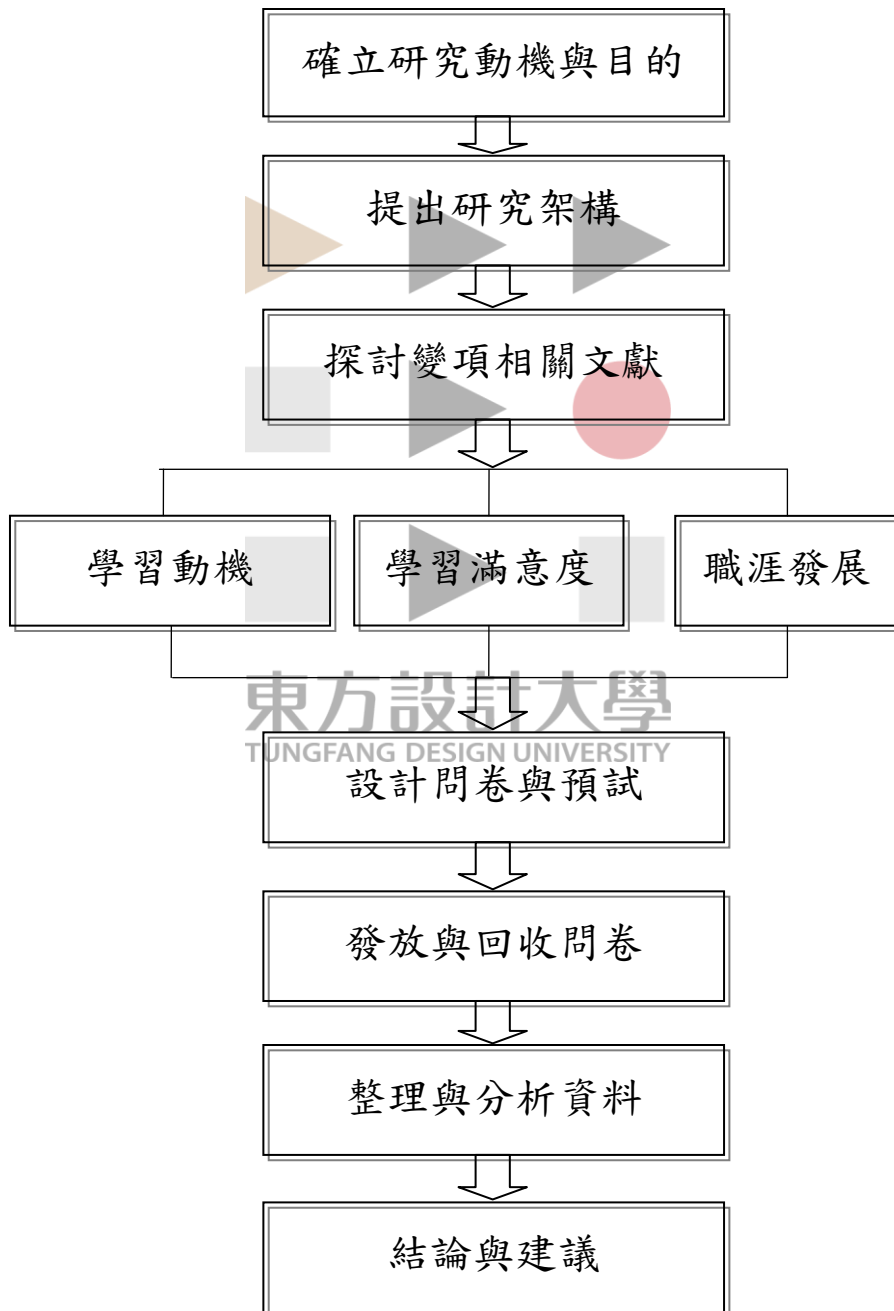 確立研究動機與目的
提出研究架構
探討變項相關文獻
學習動機
學習滿意度
職涯發展
東方設計大學
TUNGFANG DESIGN UNIVERSITY
設計問卷與預試
發放與回收問卷
整理與分析資料
結論與建議